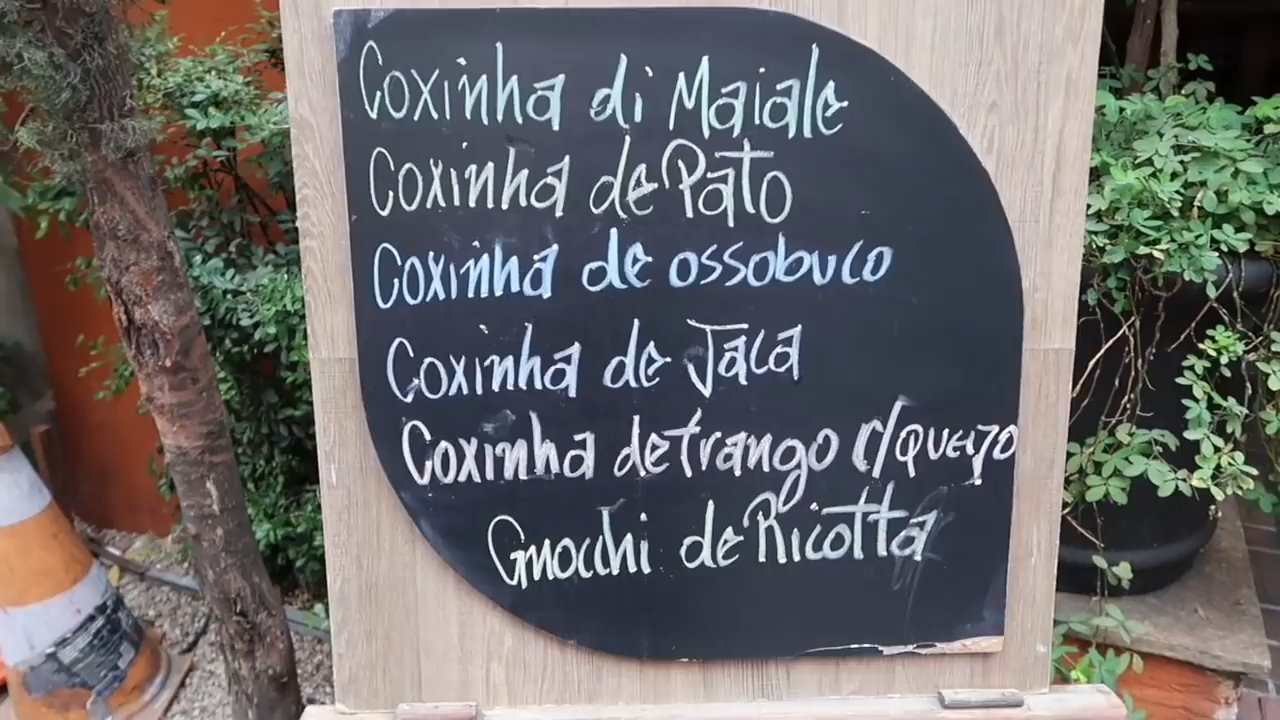 Coxinha di Maiale
Coxinha de Pato
Coxinha de ossobuco
Coxinha de Jaca
Coxinha de frango c/queijo
Gnocchi de Ricotta